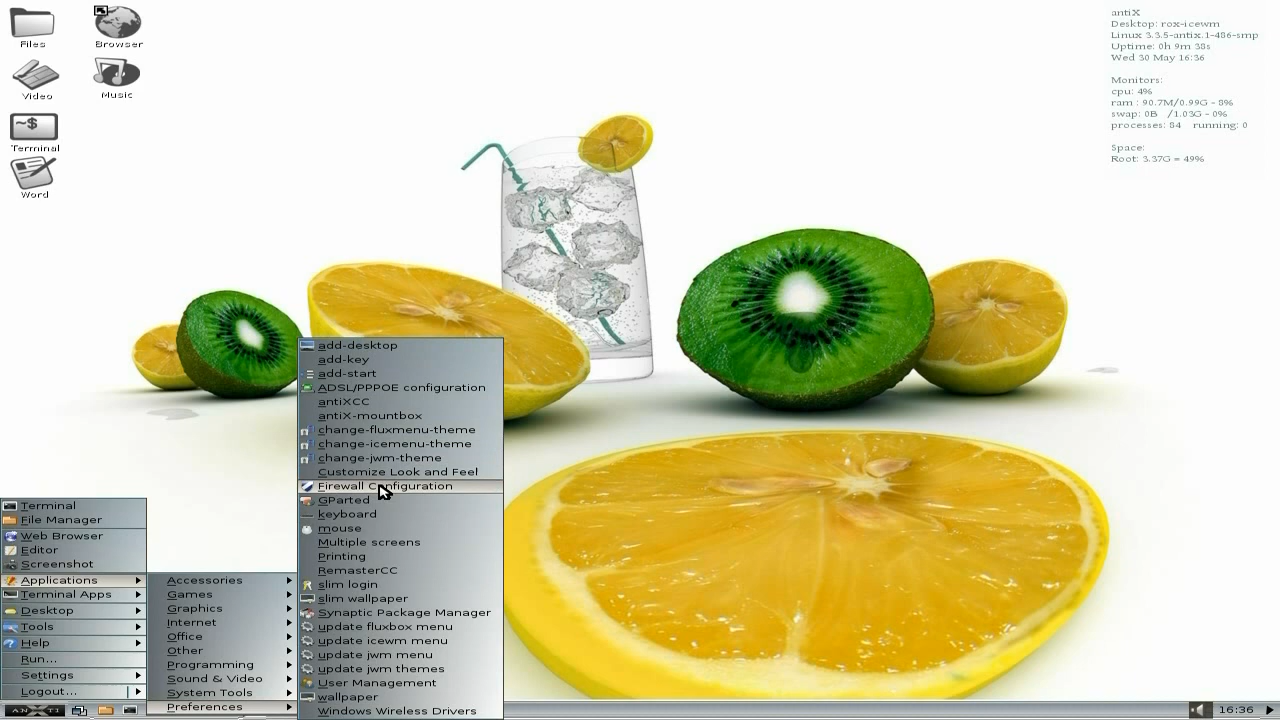 Files
Browser
Video
Music
~$
Terminal
Word
antiX
Desktop: rox-icewm
Linux 3.3.5-antix.1-486-smp
Uptime: 0h 9m 38s
Wed 30 May 16:36
Monitors:
cpu: 4%
ram : 90.7M/0.99G - 8%
swap: 0B /1.03G - 0%
processes: 84 running: 0
Space:
Root: 3.37G = 49%
add-desktop
add-key
add-start
ADSL/PPPOE configuration
antiXCC
antiX-mountbox
change-fluxmenu-theme
change-icemenu-theme
change-jwm-theme
Customize Look and Feel
Firewall Configuration
GParted
keyboard
mouse
Multiple screens
Printing
RemasterCC
slim login
slim wallpaper
Synaptic Package Manager
update fluxbox menu
update icewm menu
update jwm menu
update jwm themes
User Management
wallpaper
Windows Wireless Drivers
Terminal
File Manager
Web Browser
Editor
Screenshot
Applications
Terminal Apps
Desktop
Tools
Help
Run...
Settings
Logout...
Accessories
Games
Graphics
Internet
Office
Other
Programming
Sound & Video
System Tools
Preferences
ANXTI
16:36